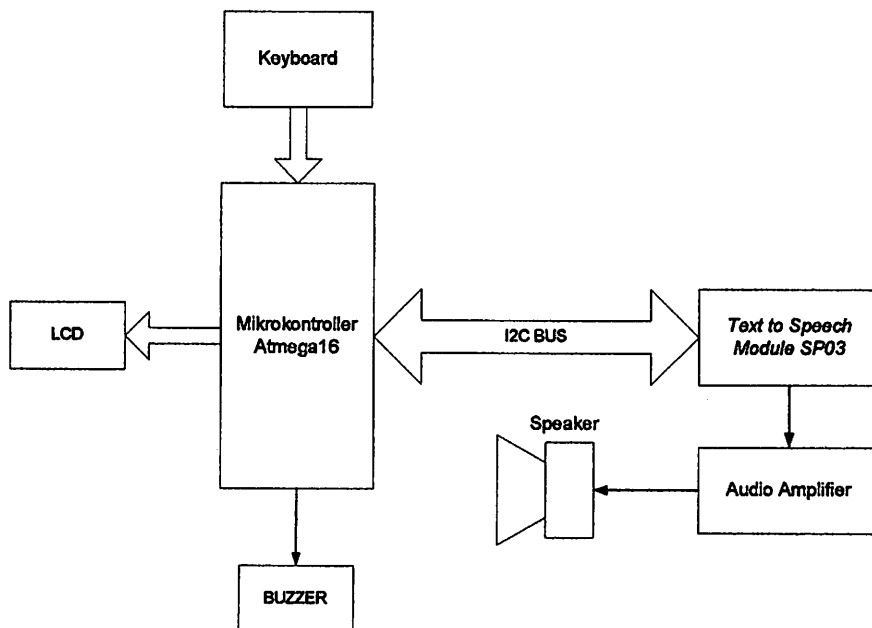 Keyboard
LCD
Mikrokontroller
Atmega16
I2C BUS
Text to Speech
Module SP03
Speaker
Audio Amplifier
BUZZER